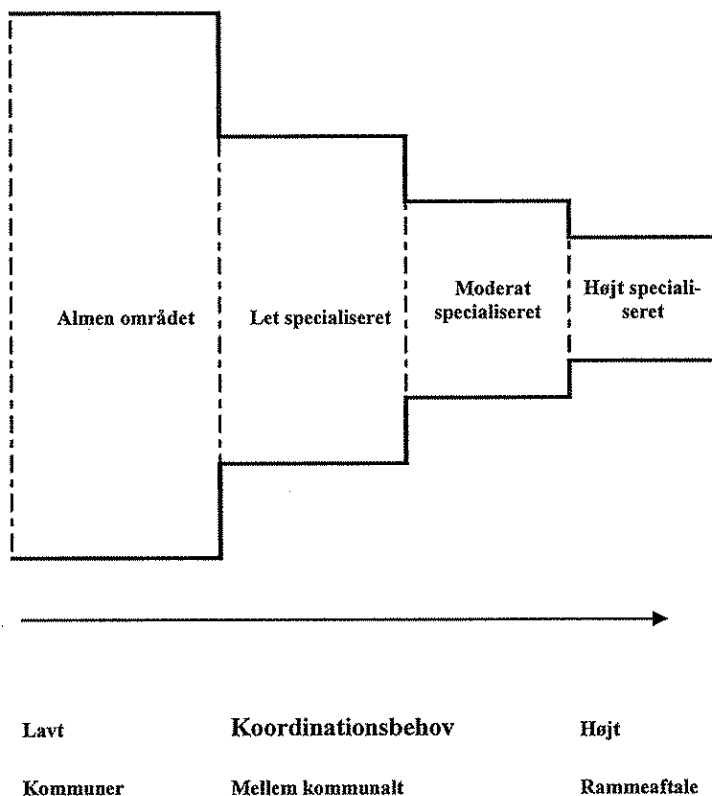 Almen området
Let specialiseret
Moderat
specialiseret
Højt speciali-
seret
Lavt
Koordinationsbehov
Højt
Kommuner
Mellem kommunalt
Rammeaftale